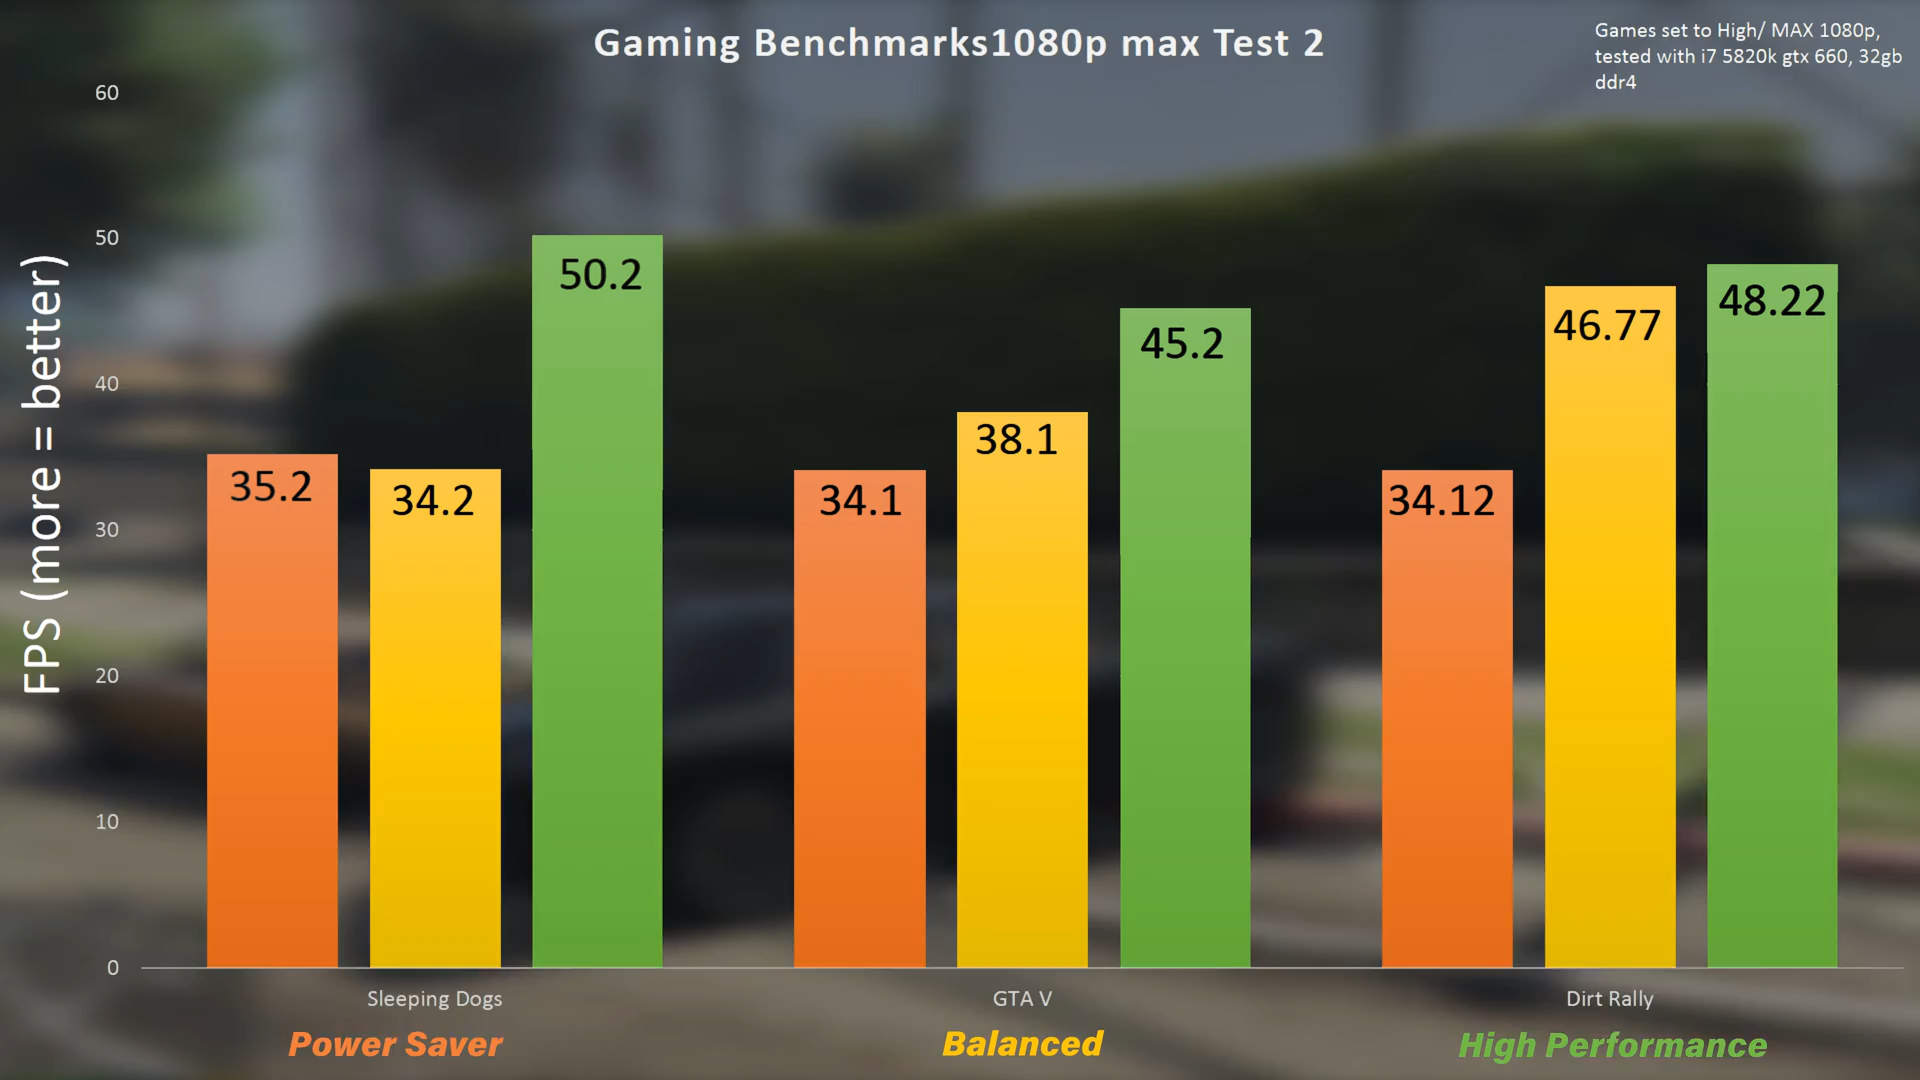 Gaming Benchmarks1080p max Test 2
Games set to High/ MAX 1080p,
tested with i7 5820k gtx 660, 32gb
ddr4
FPS (more = better)
60
50
40
30
20
10
0
35.2
34.2
50.2
34.1
38.1
45.2
34.12
46.77
48.22
Sleeping Dogs
GTA V
Dirt Rally
Power Saver
Balanced
High Performance